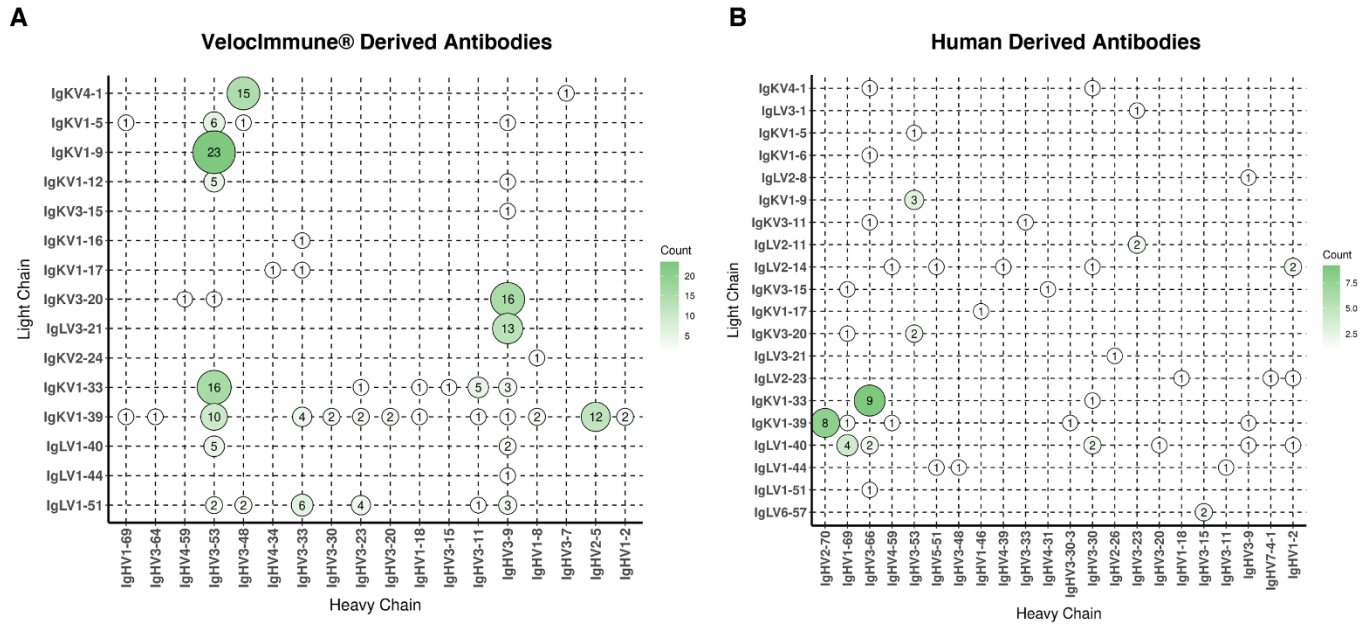 A
VelocImmune® Derived Antibodies
Light Chain
IgKV4-1 15 1
IgKV1-5 1 6 1 1
IgKV1-9 23
IgKV1-12 5 1
IgKV3-15 1
IgKV1-16 1
IgKV1-17 1 1
IgKV3-20 1 1 16
IgLV3-21 13
IgKV2-24 1
IgKV1-33 16 1 1 1 5 3
IgKV1-39 1 1 10 4 2 2 2 1 1 1 2 12 2
IgLV1-40 5 2
IgLV1-44 1
IgLV1-51 2 2 6 4 1 3
IgHV1-69
IgHV3-64
IgHV4-59
IgHV3-53
IgHV3-48
IgHV4-34
IgHV3-33
IgHV3-30
IgHV3-23
IgHV3-20
IgHV1-18
IgHV3-15
IgHV3-11
IgHV3-9
IgHV1-8
IgHV3-7
IgHV2-5
IgHV1-2
Heavy Chain
Count
20
15
10
5
B
Human Derived Antibodies
Light Chain
IgKV4-1 1 1
IgLV3-1 1
IgKV1-5 1
IgKV1-6 1
IgLV2-8 1
IgKV1-9 3
IgKV3-11 1 1
IgLV2-11 2
IgLV2-14 1 1 1 1 2
IgKV3-15 1 1
IgKV1-17 1
IgKV3-20 1 2
IgLV3-21 1
IgLV2-23 1 1 1
IgKV1-33 9 1
IgKV1-39 8 1 1 1 1
IgLV1-40 4 2 2 1 1 1
IgLV1-44 1 1 1
IgLV1-51 1
IgLV6-57 2
IgHV2-70
IgHV1-69
IgHV3-66
IgHV4-59
IgHV3-53
IgHV5-51
IgHV3-48
IgHV1-46
IgHV4-39
IgHV3-33
IgHV4-31
IgHV3-30-3
IgHV3-30
IgHV2-26
IgHV3-23
IgHV3-20
IgHV1-18
IgHV3-15
IgHV3-11
IgHV3-9
IgHV7-4-1
IgHV1-2
Heavy Chain
Count
7.5
5.0
2.5